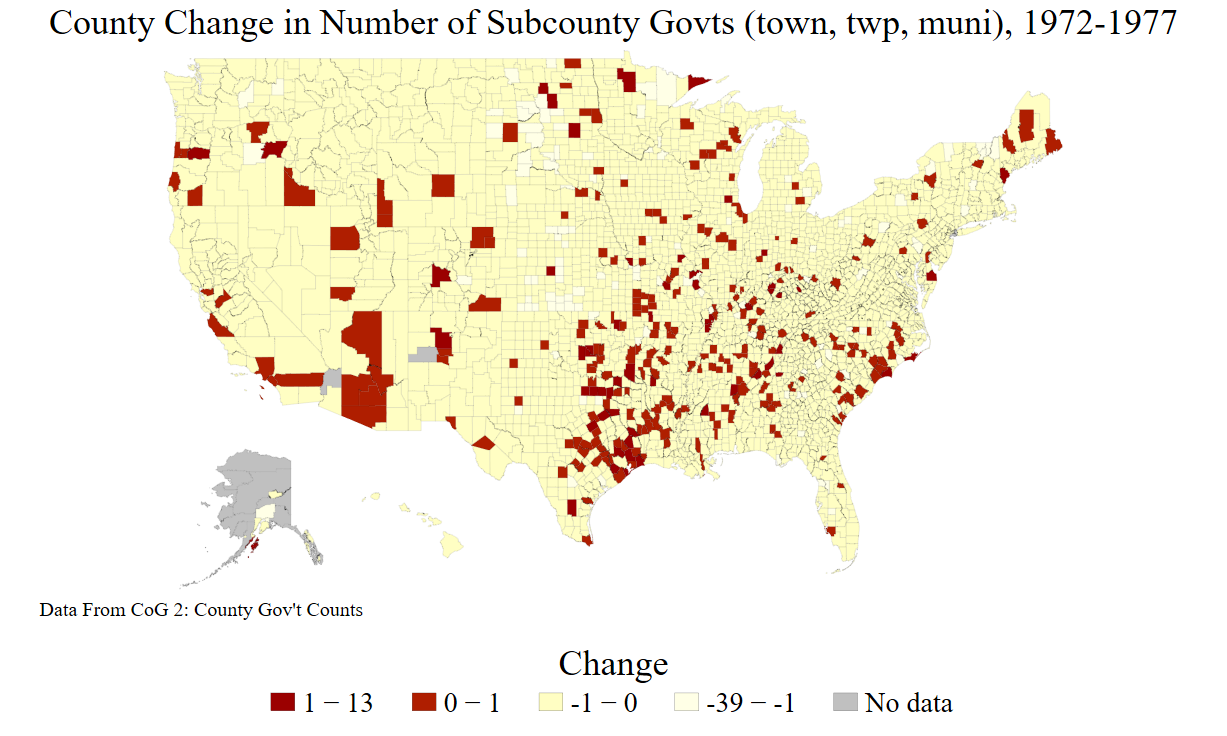 County Change in Number of Subcounty Govts (town, twp, muni), 1972-1977
Data From CoG 2: County Gov't Counts
Change
1 − 13 0 − 1 -1 − 0 -39 − -1 No data